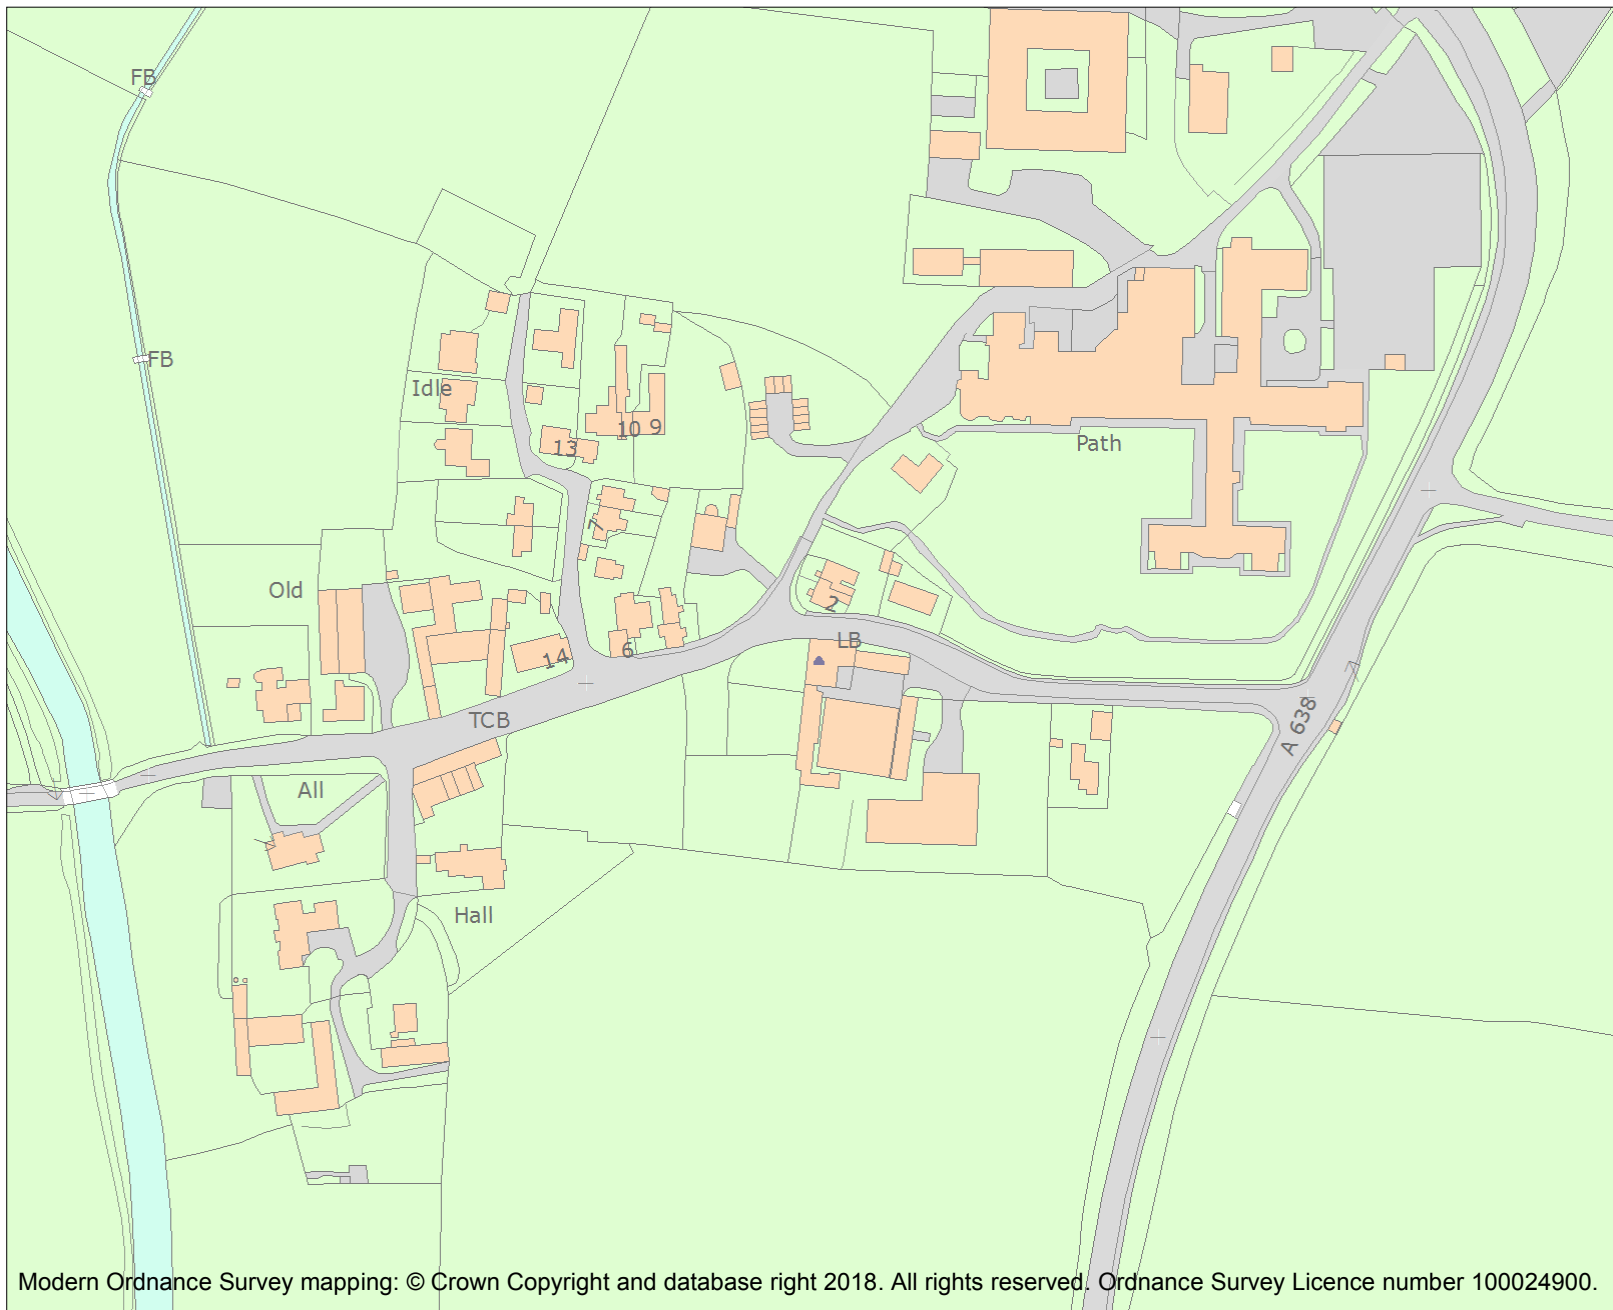 FB
FB
Idle
10 9
13
Path
7
Old
2
LB
6
14
A 638
TCB
All
Hall
Modern Ordnance Survey mapping: © Crown Copyright and database right 2018. All rights reserved. Ordnance Survey Licence number 100024900.